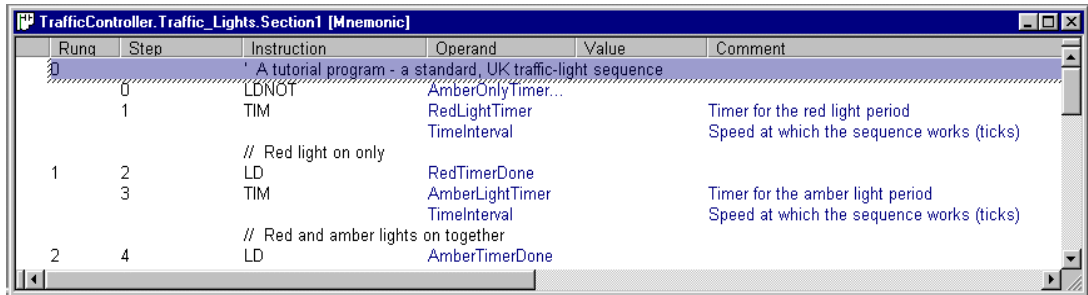 TrafficController.Traffic_Lights.Section1 [Mnemonic]
Rung Step Instruction Operand Value Comment
0 ' A tutorial program - a standard, UK traffic-light sequence
0 LDNOT AmberOnlyTimer...
1 TIM RedLightTimer Timer for the red light period
TimeInterval Speed at which the sequence works (ticks)
// Red light on only
1 2 LD RedTimerDone
3 TIM AmberLightTimer Timer for the amber light period
TimeInterval Speed at which the sequence works (ticks)
// Red and amber lights on together
2 4 LD AmberTimerDone